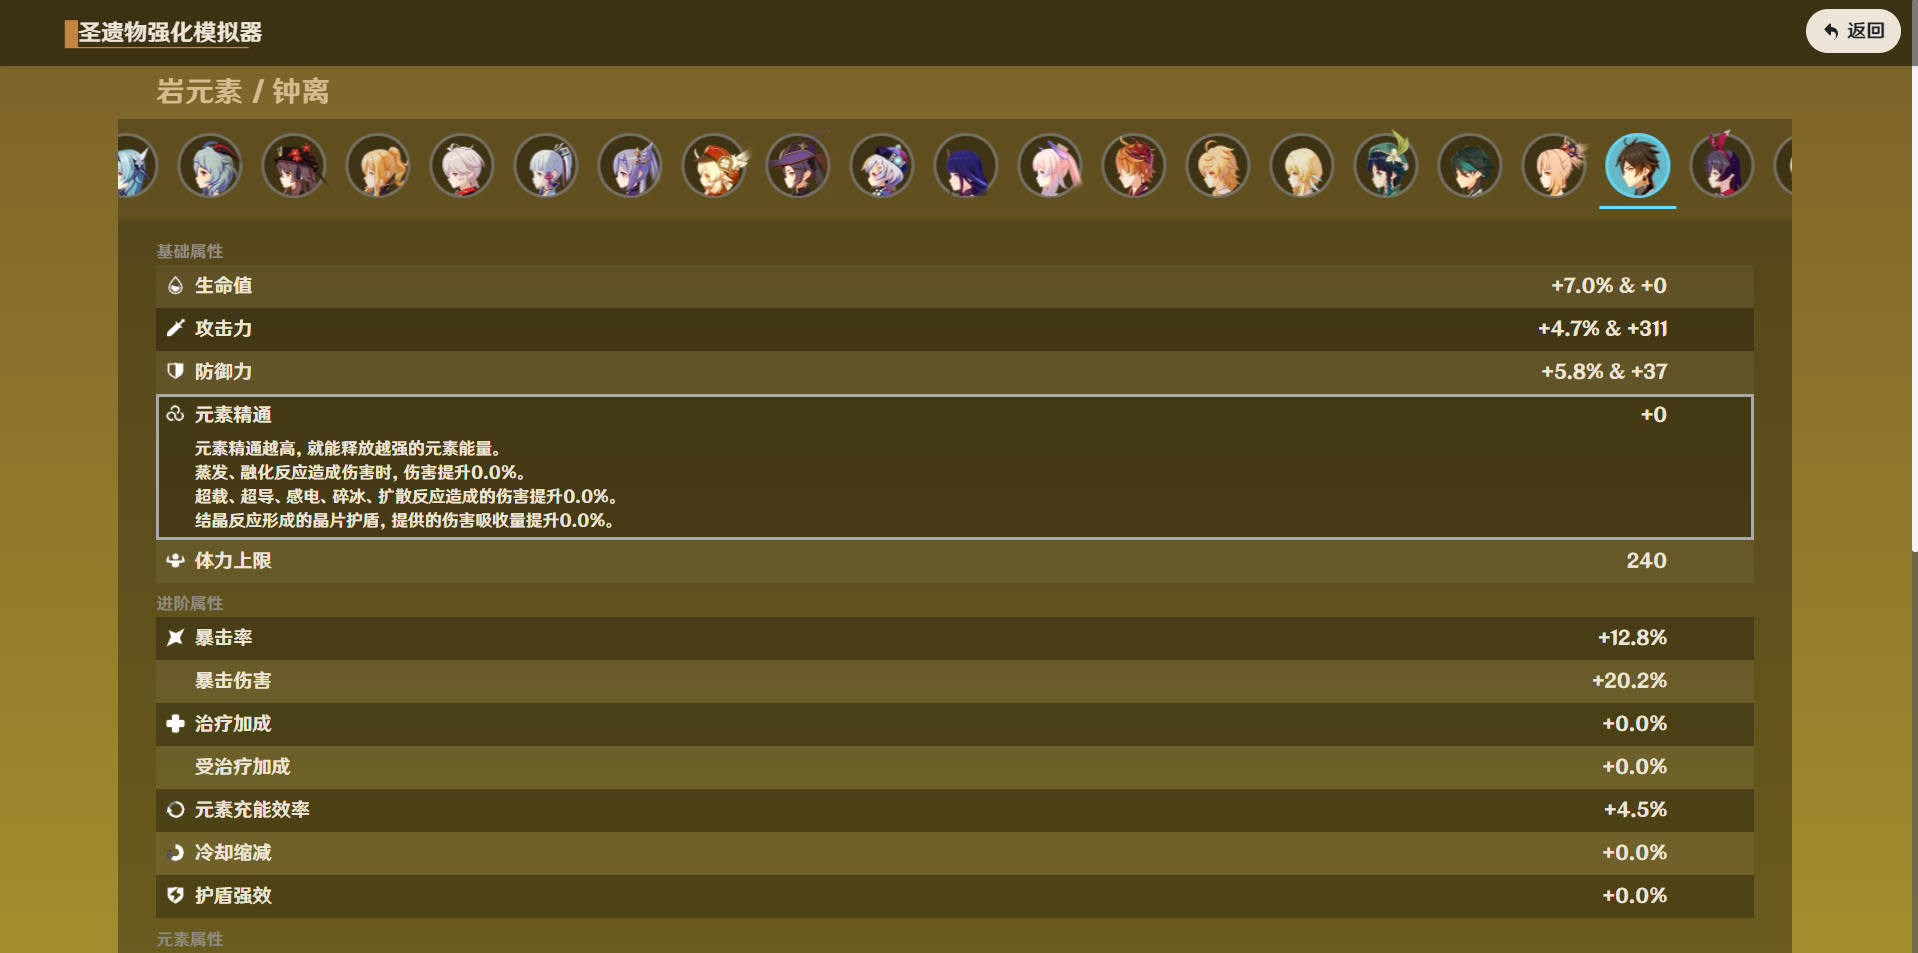 圣遗物强化模拟器
返回
岩元素 / 钟离
基础属性
生命值 +7.0% & +0
攻击力 +4.7% & +311
防御力 +5.8% & +37
元素精通 +0
元素精通越高，就能释放越强的元素能量。
蒸发、融化反应造成伤害时，伤害提升0.0%。
超载、超导、感电、碎冰、扩散反应造成的伤害提升0.0%。
结晶反应形成的晶片护盾，提供的伤害吸收量提升0.0%。
体力上限 240
进阶属性
暴击率 +12.8%
暴击伤害 +20.2%
治疗加成 +0.0%
受治疗加成 +0.0%
元素充能效率 +4.5%
冷却缩减 +0.0%
护盾强效 +0.0%
元素属性